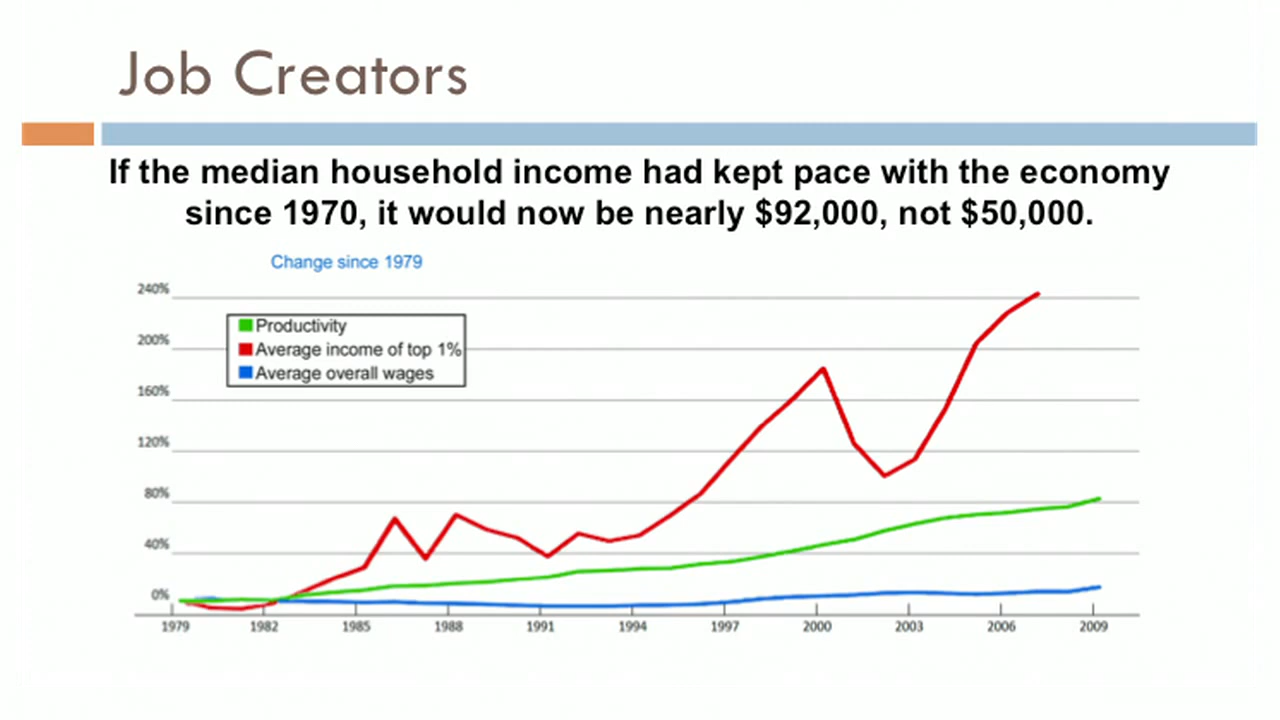 Job Creators
If the median household income had kept pace with the economy
since 1970, it would now be nearly $92,000, not $50,000.
Change since 1979
240%
Productivity
200%
Average income of top 1%
Average overall wages
160%
120%
80%
40%
0%
1979 1982 1985 1988 1991 1994 1997 2000 2003 2006 2009